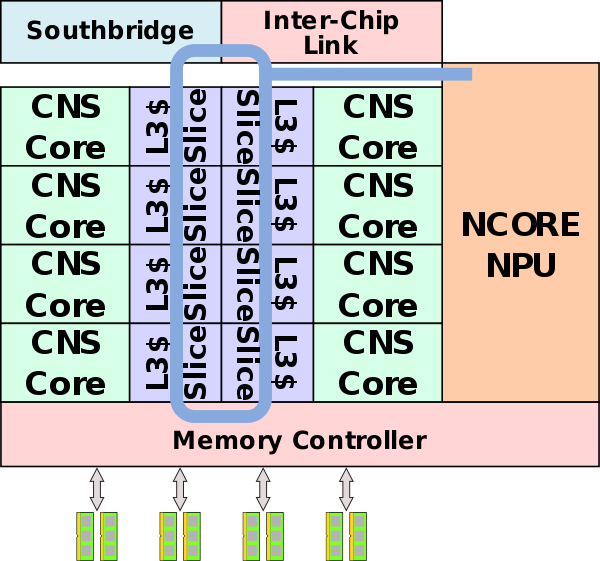 Southbridge
Inter-Chip
Link
CNS
Core
L3$
Slice
Slice
L3$
CNS
Core
CNS
Core
L3$
Slice
Slice
L3$
CNS
Core
CNS
Core
L3$
Slice
Slice
L3$
CNS
Core
CNS
Core
L3$
Slice
Slice
L3$
CNS
Core
NCORE
NPU
Memory Controller